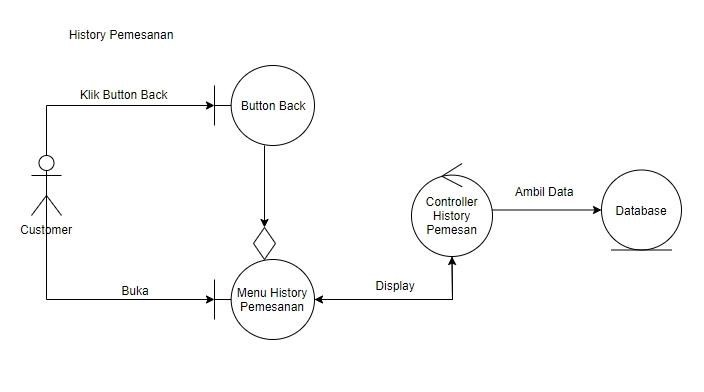 History Pemesanan
Klik Button Back
Button Back
Customer
Controller
History
Pemesan
Ambil Data
Database
Buka
Menu History
Pemesanan
Display